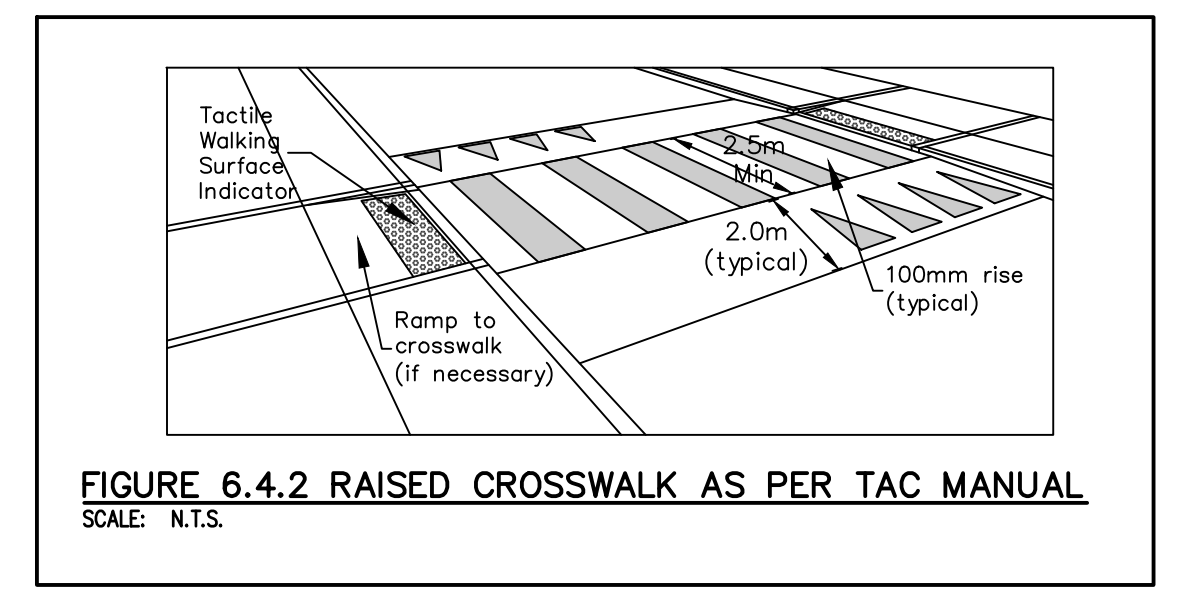 Tactile
Walking
Surface
Indicator
2.5m
Min
2.0m
(typical)
100mm rise
(typical)
Ramp to
crosswalk
(if necessary)
FIGURE 6.4.2 RAISED CROSSWALK AS PER TAC MANUAL
SCALE: N.T.S.